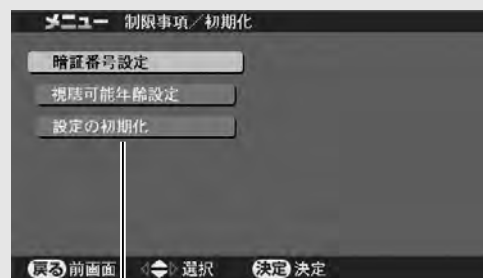 メニュー 制限事項／初期化
暗証番号設定
視聴可能年齢設定
設定の初期化
戻る 前画面 選択 決定 決定